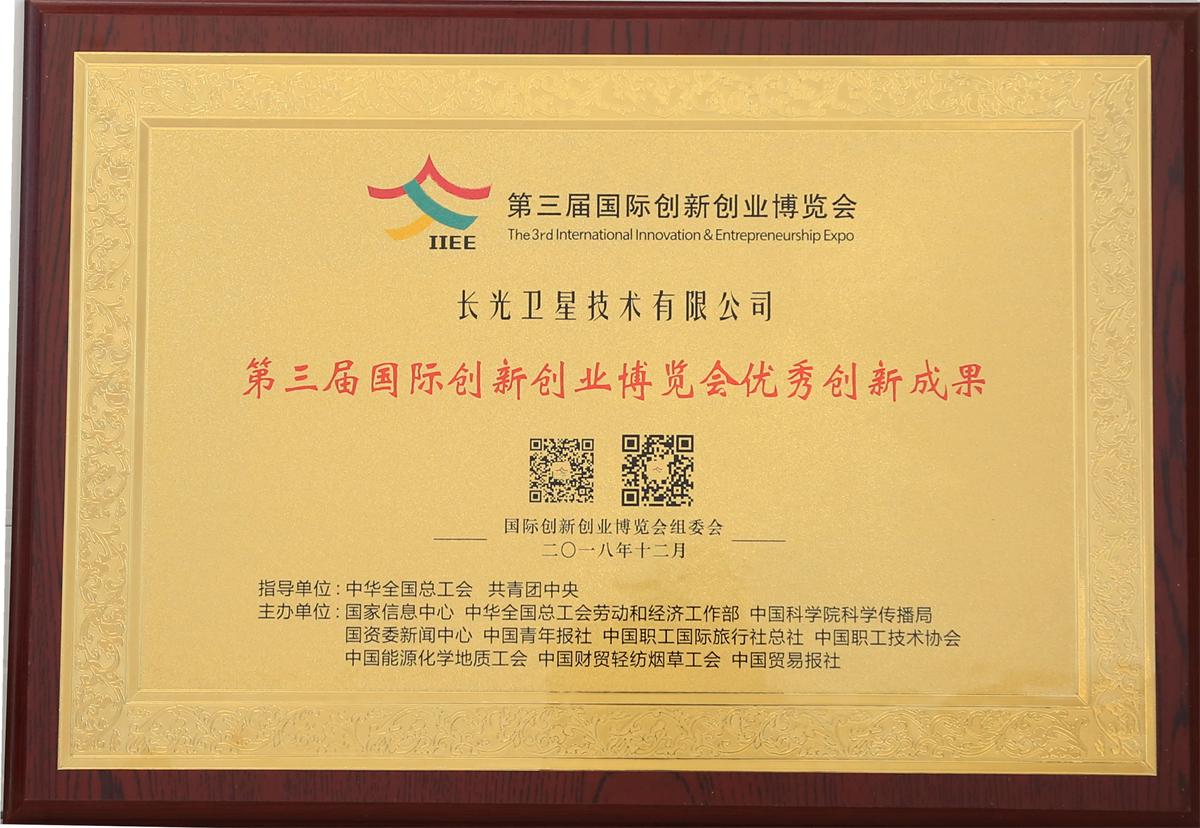 第三届国际创新创业博览会
The 3rd International Innovation & Entrepreneurship Expo
IIEE
长光卫星技术有限公司
第三届国际创新创业博览会优秀创新成果
国际创新创业博览会组委会
二〇一八年十二月
指导单位：中华全国总工会 共青团中央
主办单位：国家信息中心 中华全国总工会劳动和经济工作部 中国科学院科学传播局
国资委新闻中心 中国青年报社 中国职工国际旅行社总社 中国职工技术协会
中国能源化学地质工会 中国财贸轻纺烟草工会 中国贸易报社